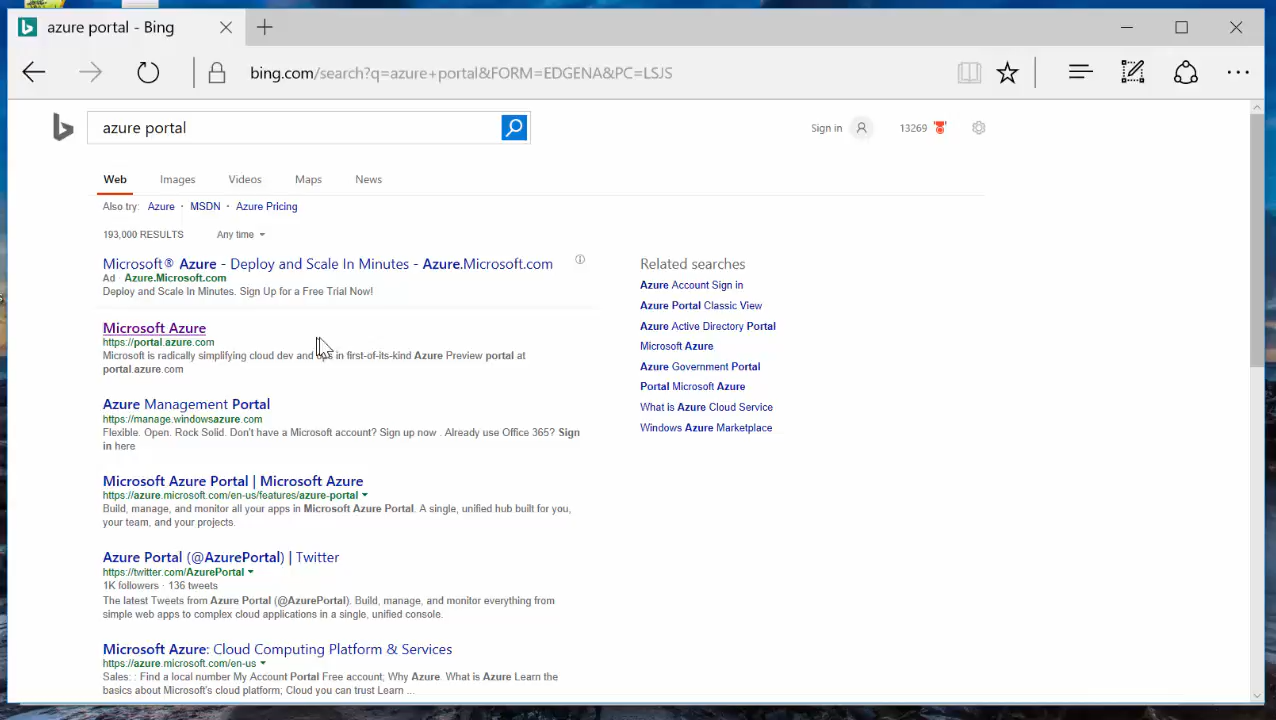 azure portal - Bing
bing.com/search?q=azure+portal&FORM=EDGENA&PC=LSJS
azure portal
Sign in
13269
Web
Images
Videos
Maps
News
Also try: Azure · MSDN · Azure Pricing
193,000 RESULTS
Any time
Microsoft® Azure - Deploy and Scale In Minutes - Azure.Microsoft.com
Ad Azure.Microsoft.com
Deploy and Scale In Minutes. Sign Up for a Free Trial Now!
Microsoft Azure
https://portal.azure.com
Microsoft is radically simplifying cloud dev and in first-of-its-kind Azure Preview portal at
portal.azure.com
Azure Management Portal
https://manage.windowsazure.com
Flexible. Open. Rock Solid. Don't have a Microsoft account? Sign up now . Already use Office 365? Sign
in here
Microsoft Azure Portal | Microsoft Azure
https://azure.microsoft.com/en-us/features/azure-portal
Build, manage, and monitor all your apps in Microsoft Azure Portal. A single, unified hub built for you,
your team, and your projects.
Azure Portal (@AzurePortal) | Twitter
https://twitter.com/AzurePortal
1K followers · 136 tweets
The latest Tweets from Azure Portal (@AzurePortal). Build, manage, and monitor everything from
simple web apps to complex cloud applications in a single, unified console.
Microsoft Azure: Cloud Computing Platform & Services
https://azure.microsoft.com/en-us
Sales: : Find a local number My Account Portal Free account; Why Azure. What is Azure Learn the
basics about Microsoft's cloud platform; Cloud you can trust Learn ...
Related searches
Azure Account Sign in
Azure Portal Classic View
Azure Active Directory Portal
Microsoft Azure
Azure Government Portal
Portal Microsoft Azure
What is Azure Cloud Service
Windows Azure Marketplace